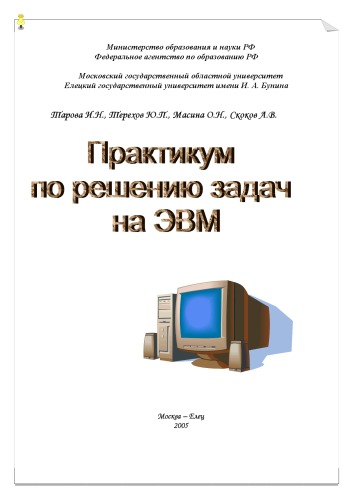 Министерство образования и науки РФ
Федеральное агентство по образованию РФ
Московский государственный областной университет
Елецкий государственный университет имени И. А. Бунина
Тарова И.Н., Терехов Ю.П., Масина О.Н., Скоков А.В.
Практикум
по решению задач
на ЭВМ
Москва – Елец
2005